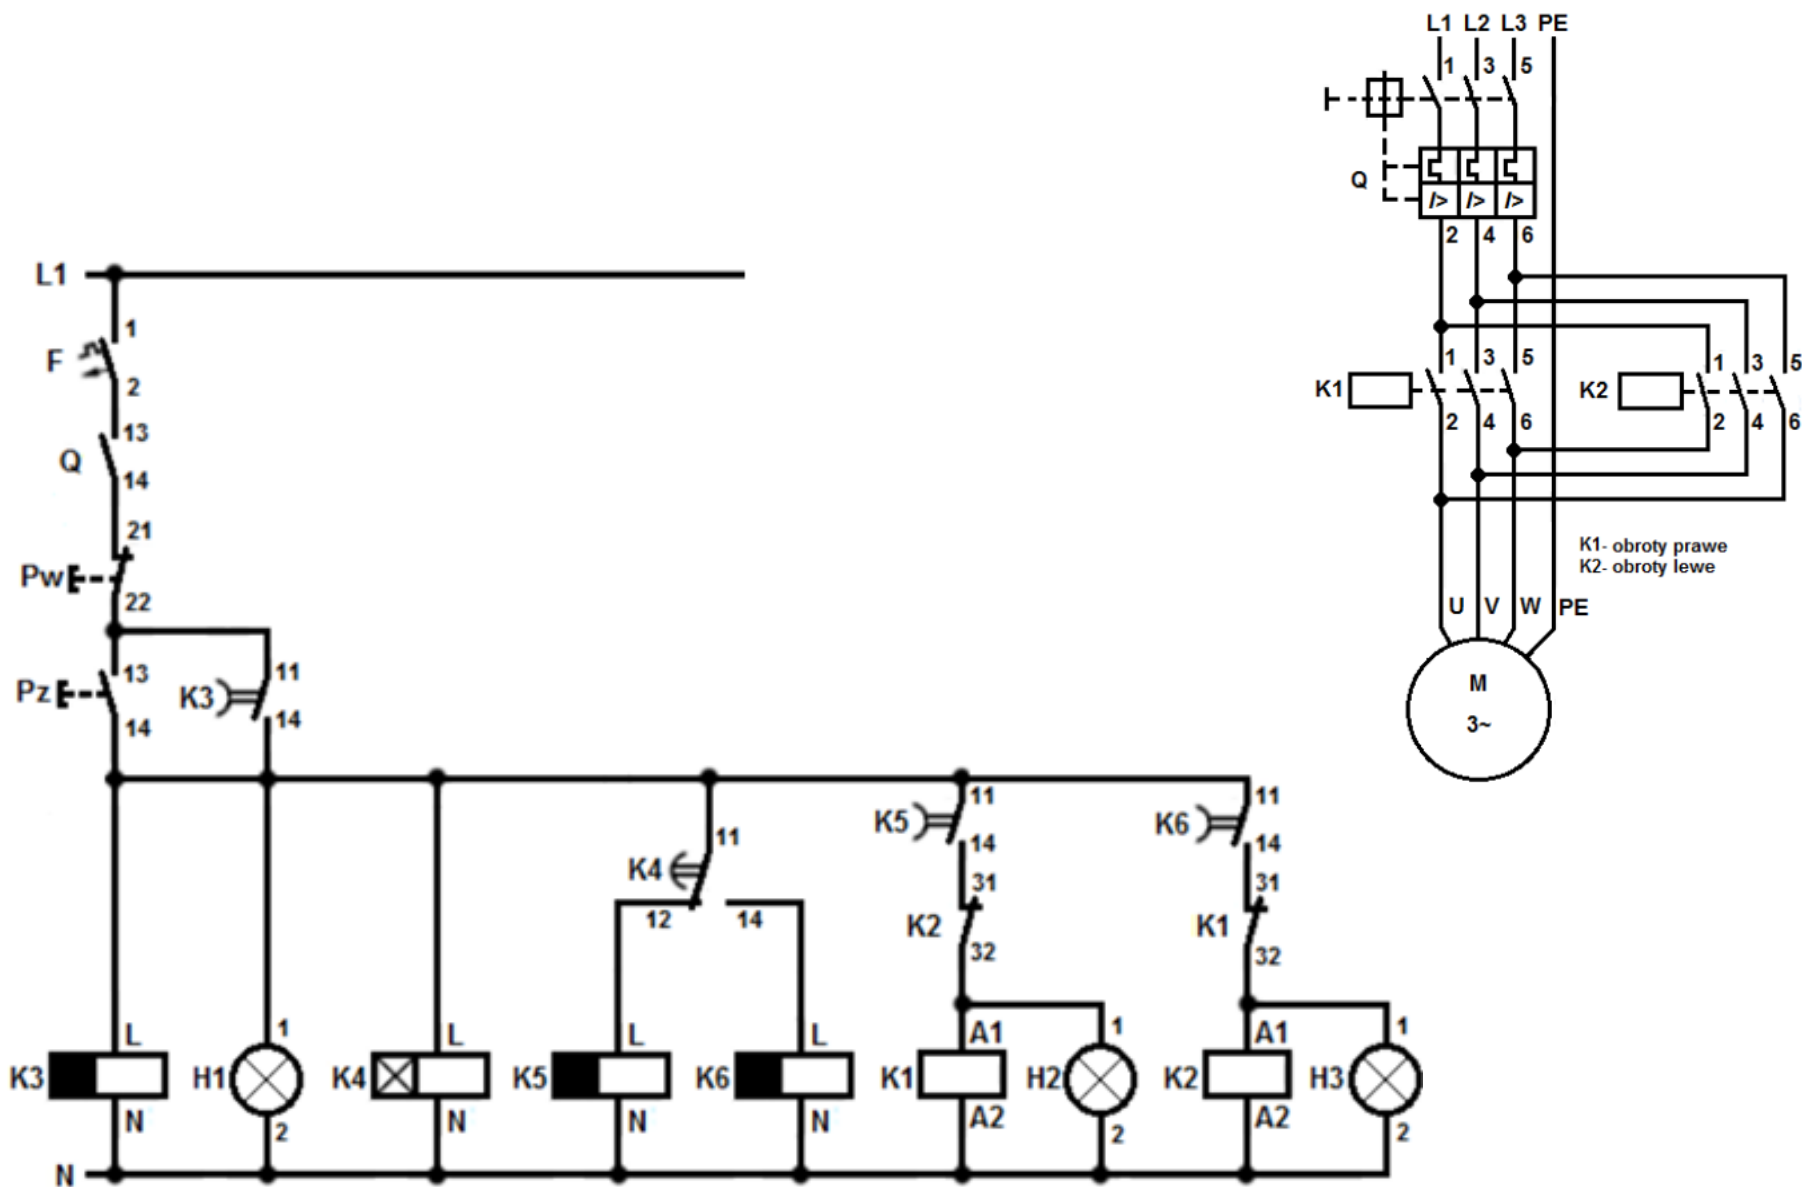 L1 L2 L3 PE
1 3 5
Q
I> I> I>
2 4 6
1 3 5
K1
2 4 6
1 3 5
K2
2 4 6
K1- obroty prawe
K2- obroty lewe
U V W PE
M
3~
L1
1
F
2
13
Q
14
21
Pw
22
13
Pz
14
11
K3
14
11
K4
12 14
11
K5
14
31
K2
32
11
K6
14
31
K1
32
L 1 L L L A1 1 A1 1
K3 H1 K4 K5 K6 K1 H2 K2 H3
N 2 N N N A2 2 A2 2
N